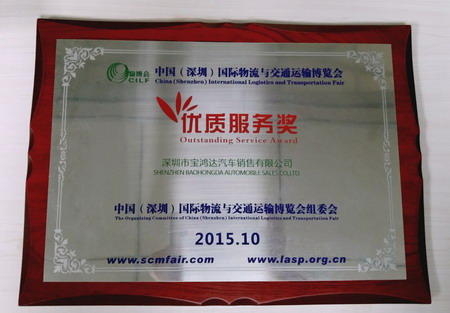 物博会
CILF
中国（深圳）国际物流与交通运输博览会
China (Shenzhen) International Logistics and Transportation Fair
优质服务奖
Outstanding Service Award
深圳市宝鸿达汽车销售有限公司
SHENZHEN BAOHONGDA AUTOMOBILE SALES CO.LTD
中国（深圳）国际物流与交通运输博览会组委会
The Organizing Committee of China (Shenzhen) International Logistics and Transportation Fair
2015.10
www.scmfair.com www.lasp.org.cn